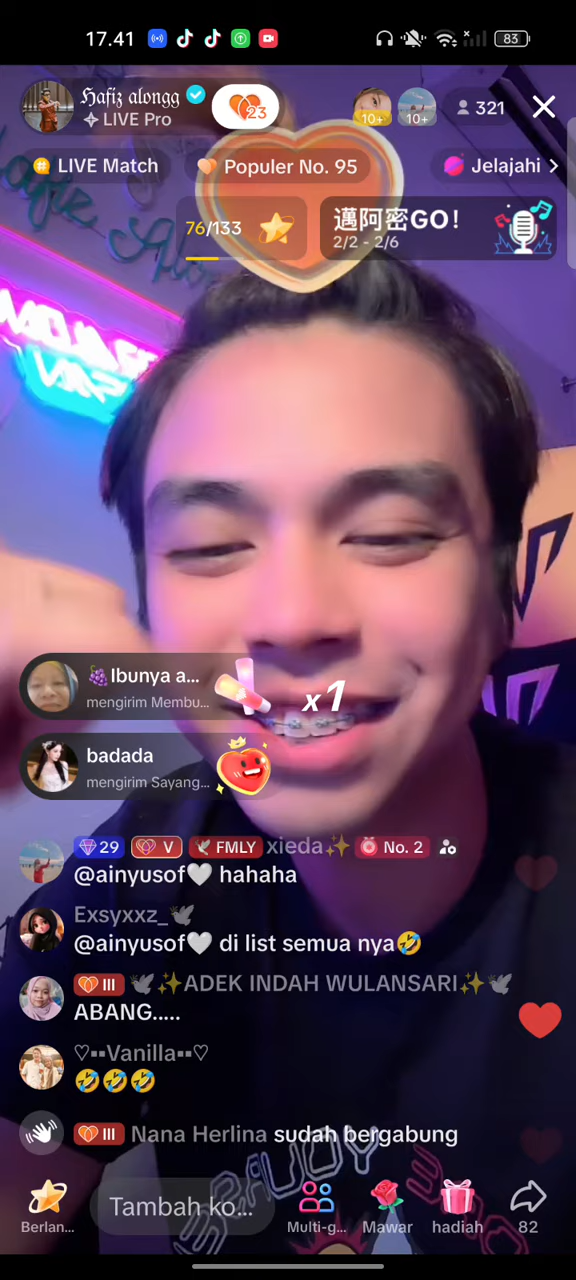 17.41
83
ℌ𝔞𝔣𝔦𝔷 𝔞𝔩𝔬𝔫𝔤𝔤
LIVE Pro
23
10+
10+
321
LIVE Match
Populer No. 95
Jelajahi
76/133
邁阿密GO!
2/2 - 2/6
🍇Ibunya a...
mengirim Membu...
x1
badada
mengirim Sayang...
29 V FMLY xieda✨ No. 2
@ainyusof🤍 hahaha
Exsyxxz_🕊
@ainyusof🤍 di list semua nya🤣
III 🕊✨ADEK INDAH WULANSARI✨🕊
ABANG.....
♡▪▪Vanilla▪▪♡
🤣🤣🤣
III Nana Herlina sudah bergabung
Tambah ko...
Berlan...
Multi-g...
Mawar
hadiah
82